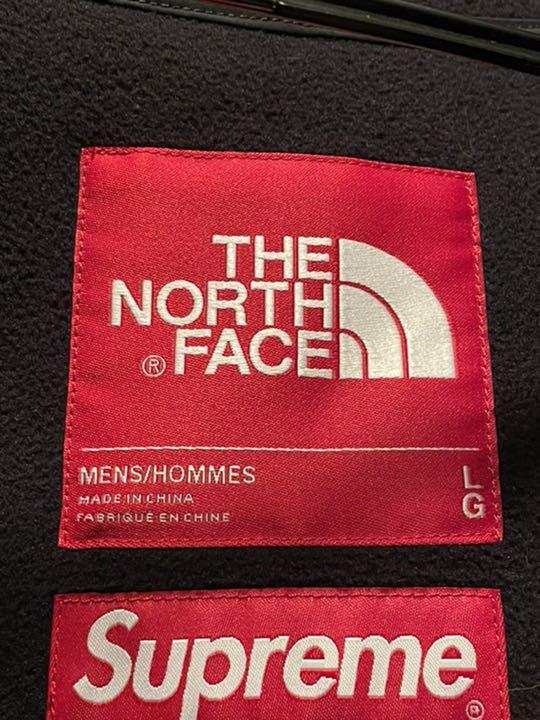 THE
NORTH
® FACE
MENS/HOMMES
L
MADE IN CHINA
G
FABRIQUÉ EN CHINE
Supreme
®